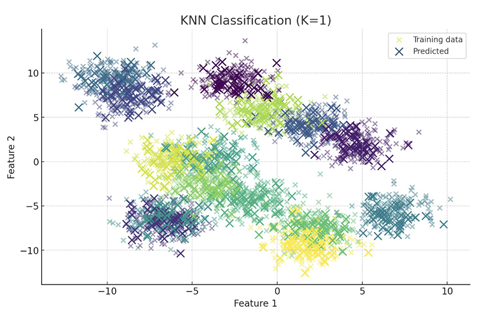 KNN Classification (K=1)
Training data
Predicted
10
5
0
−5
−10
Feature 2
−10
−5
0
5
10
Feature 1